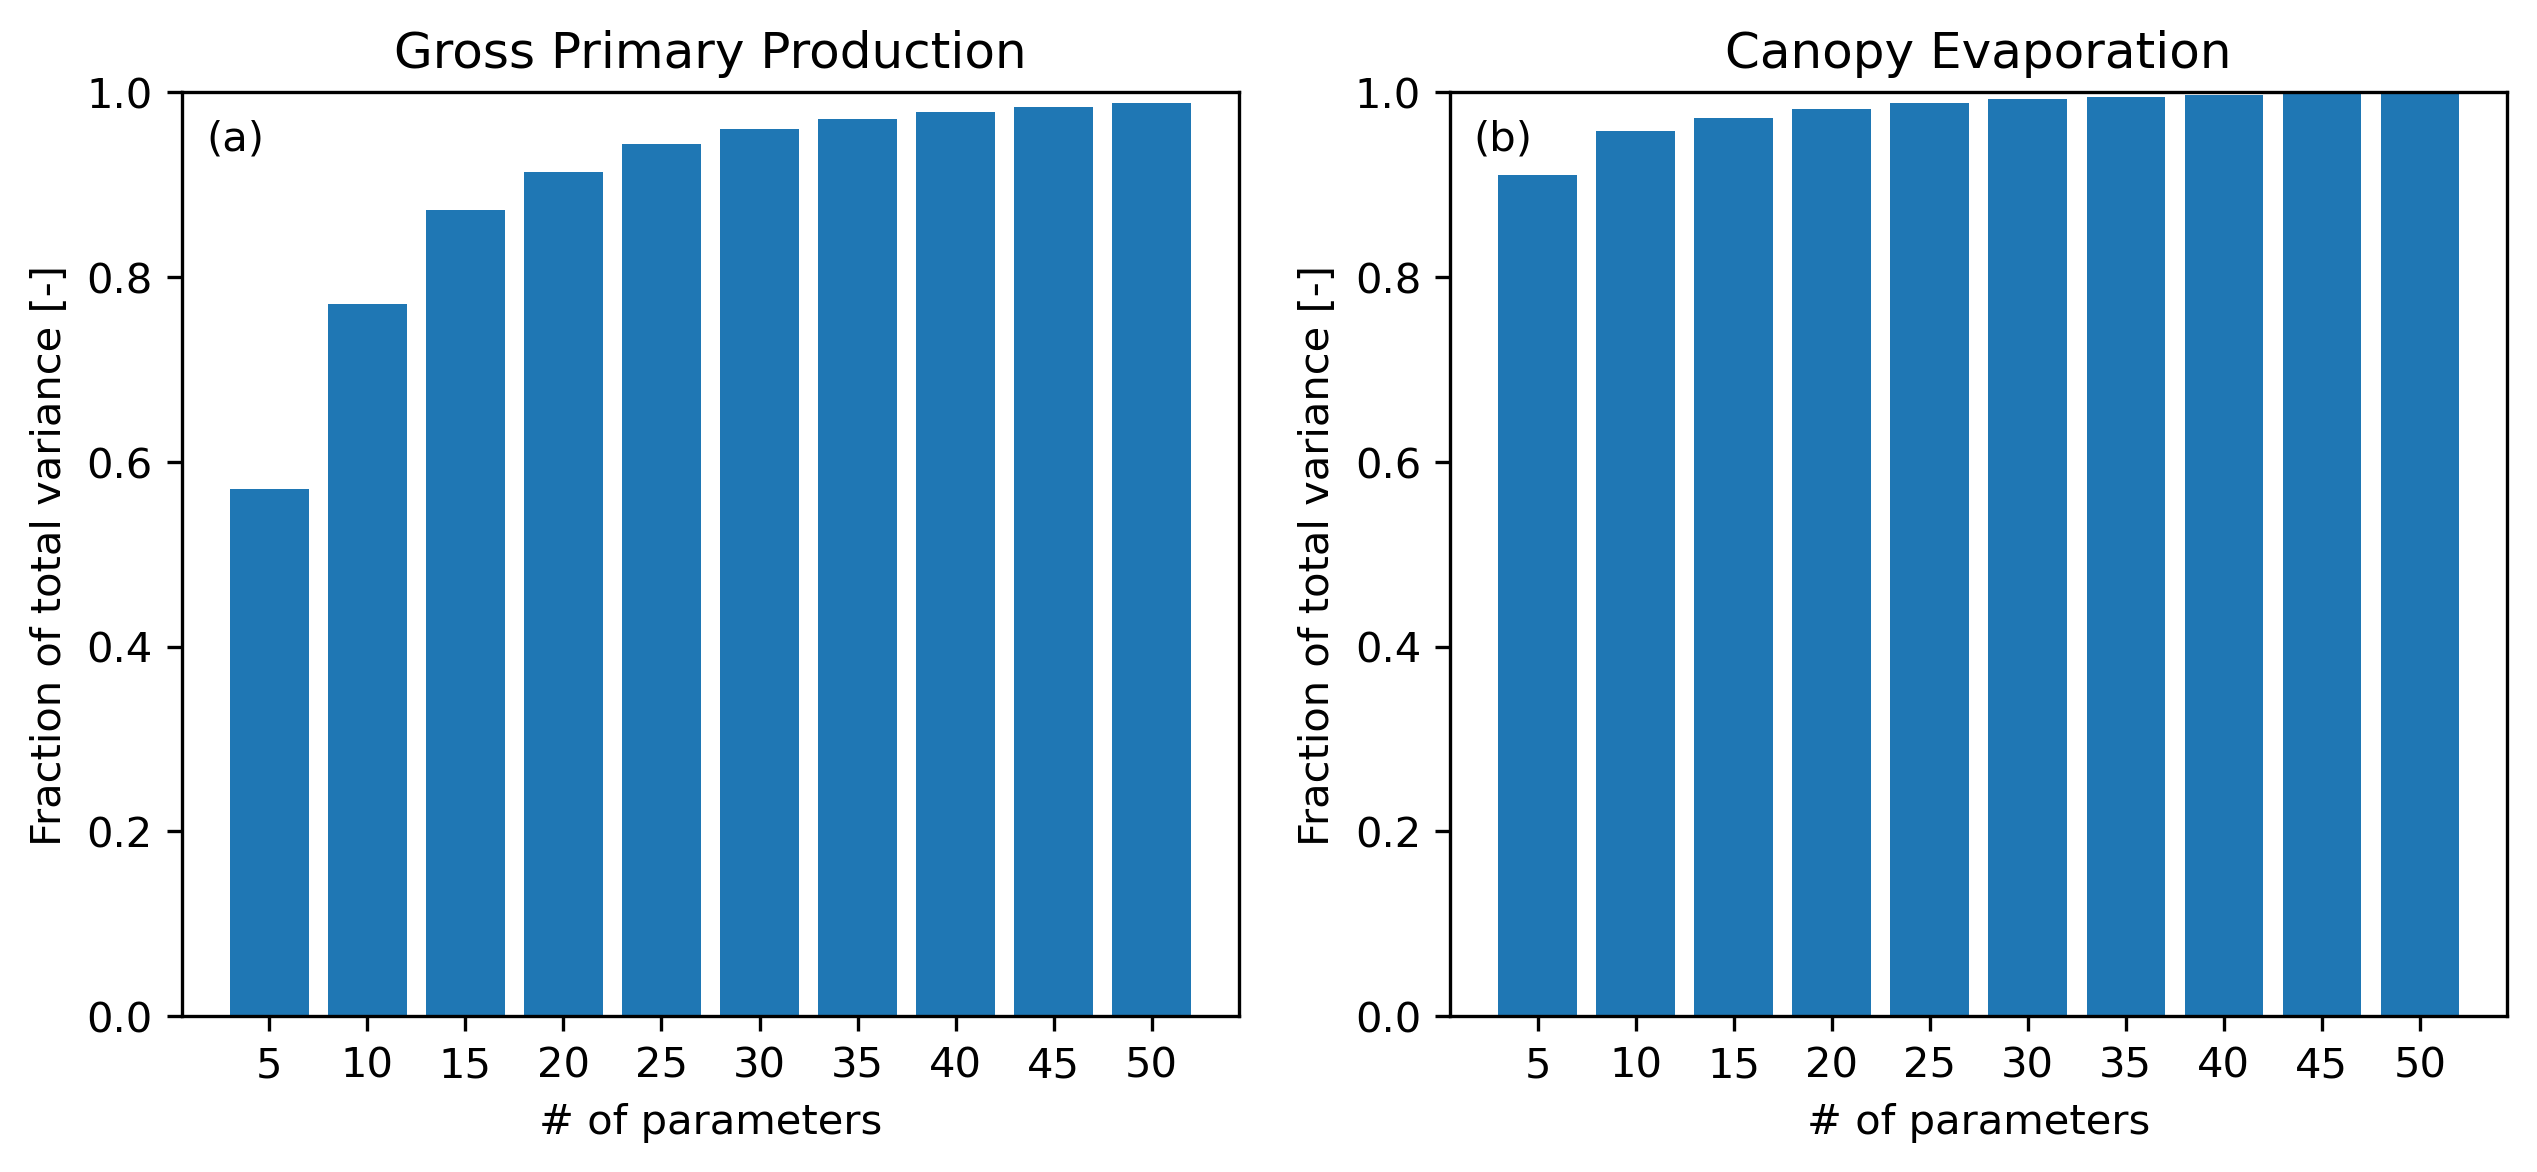 Gross Primary Production
(a)
Fraction of total variance [-]
1.0
0.8
0.6
0.4
0.2
0.0
5 10 15 20 25 30 35 40 45 50
# of parameters
Canopy Evaporation
(b)
Fraction of total variance [-]
1.0
0.8
0.6
0.4
0.2
0.0
5 10 15 20 25 30 35 40 45 50
# of parameters